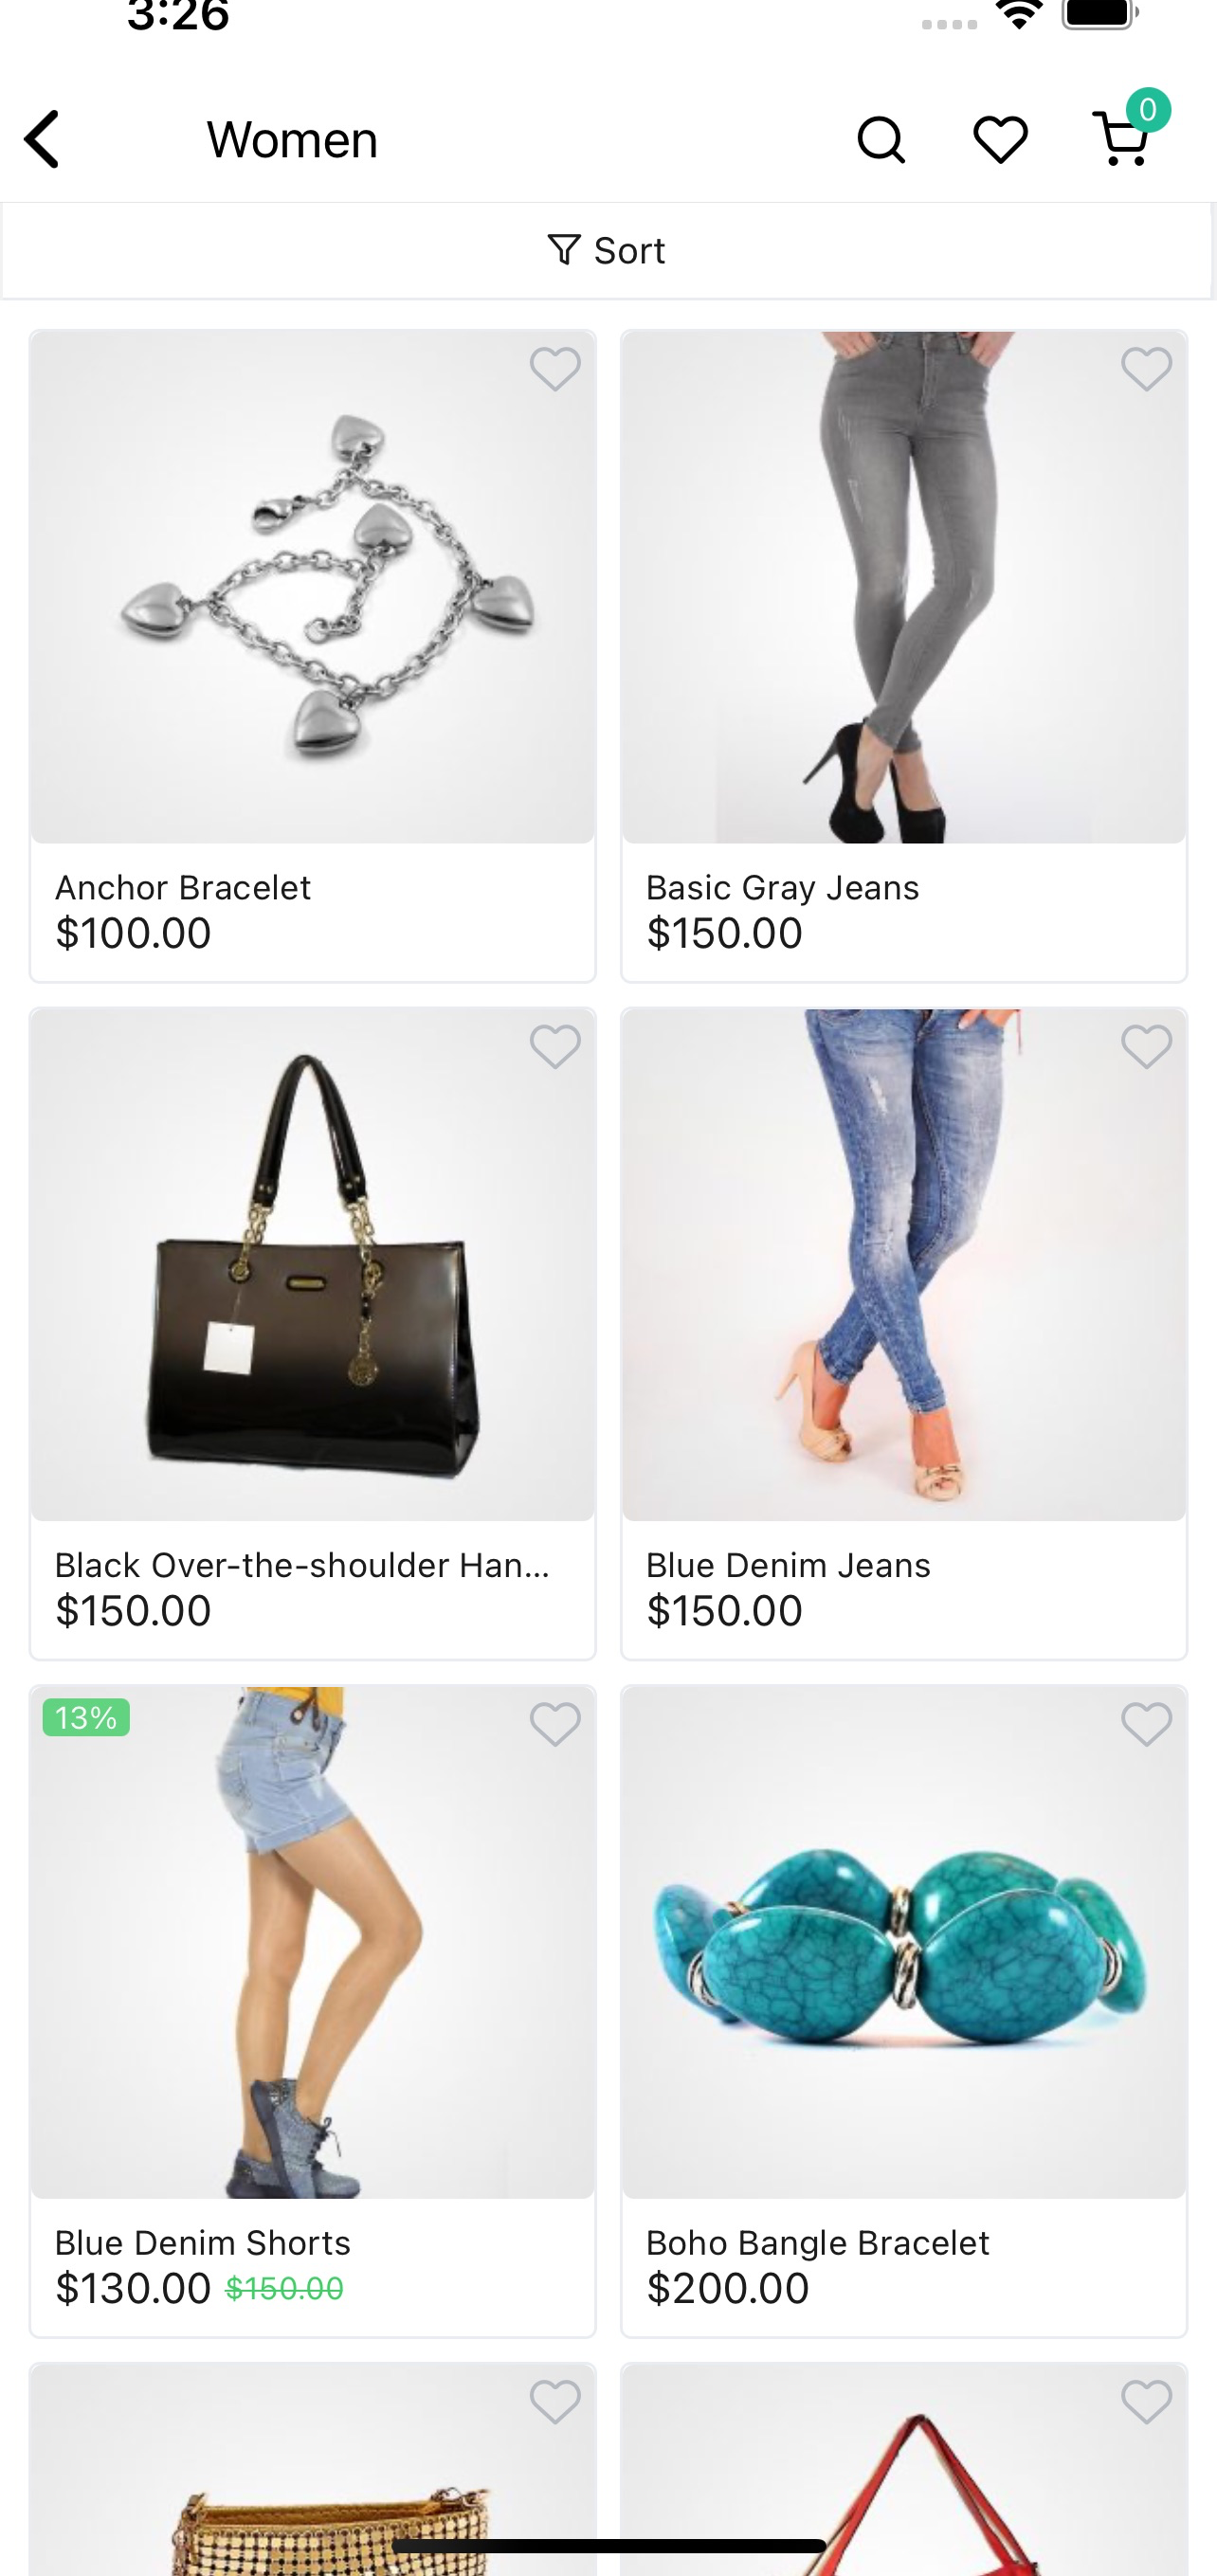 3:26
Women
0
Sort
Anchor Bracelet
$100.00
Basic Gray Jeans
$150.00
Black Over-the-shoulder Han...
$150.00
Blue Denim Jeans
$150.00
13%
Blue Denim Shorts
$130.00 $150.00
Boho Bangle Bracelet
$200.00